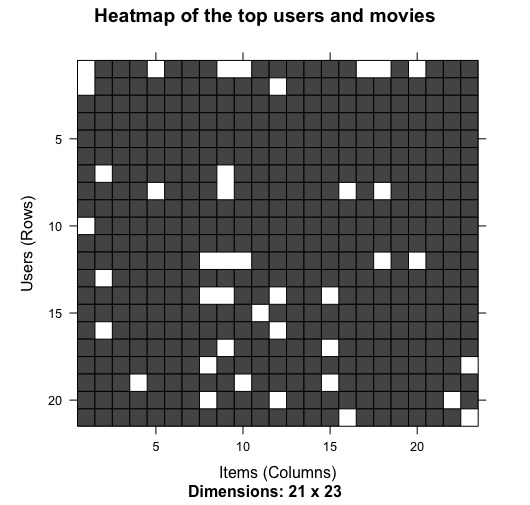 Heatmap of the top users and movies
Users (Rows)
5
10
15
20
5
10
15
20
Items (Columns)
Dimensions: 21 x 23